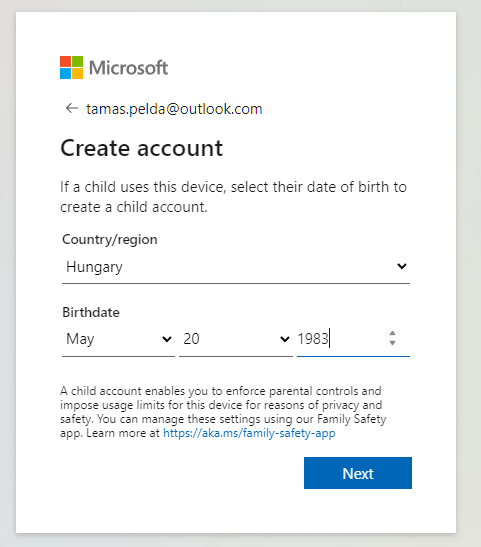 Microsoft
← tamas.pelda@outlook.com
Create account
If a child uses this device, select their date of birth to
create a child account.
Country/region
Hungary
Birthdate
May 20 1983
A child account enables you to enforce parental controls and
impose usage limits for this device for reasons of privacy and
safety. You can manage these settings using our Family Safety
app. Learn more at https://aka.ms/family-safety-app
Next